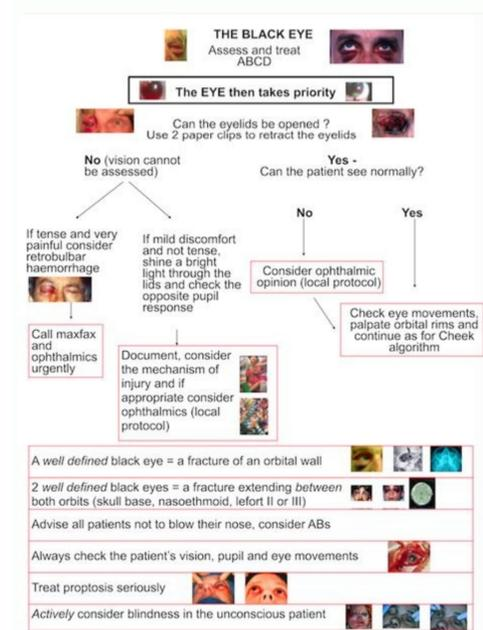 THE BLACK EYE
Assess and treat
ABCD
The EYE then takes priority
Can the eyelids be opened ?
Use 2 paper clips to retract the eyelids
No (vision cannot
be assessed)
Yes -
Can the patient see normally?
No
Yes
If tense and very
painful consider
retrobulbar
haemorrhage
If mild discomfort
and not tense,
shine a bright
light through the
lids and check the
opposite pupil
response
Consider ophthalmic
opinion (local protocol)
Check eye movements,
palpate orbital rims and
continue as for Cheek
algorithm
Call maxfax
and
ophthalmics
urgently
Document, consider
the mechanism of
injury and if
appropriate consider
ophthalmics (local
protocol)
A well defined black eye = a fracture of an orbital wall
2 well defined black eyes = a fracture extending between
both orbits (skull base, nasoethmoid, lefort II or III)
Advise all patients not to blow their nose, consider ABs
Always check the patient's vision, pupil and eye movements
Treat proptosis seriously
Actively consider blindness in the unconscious patient